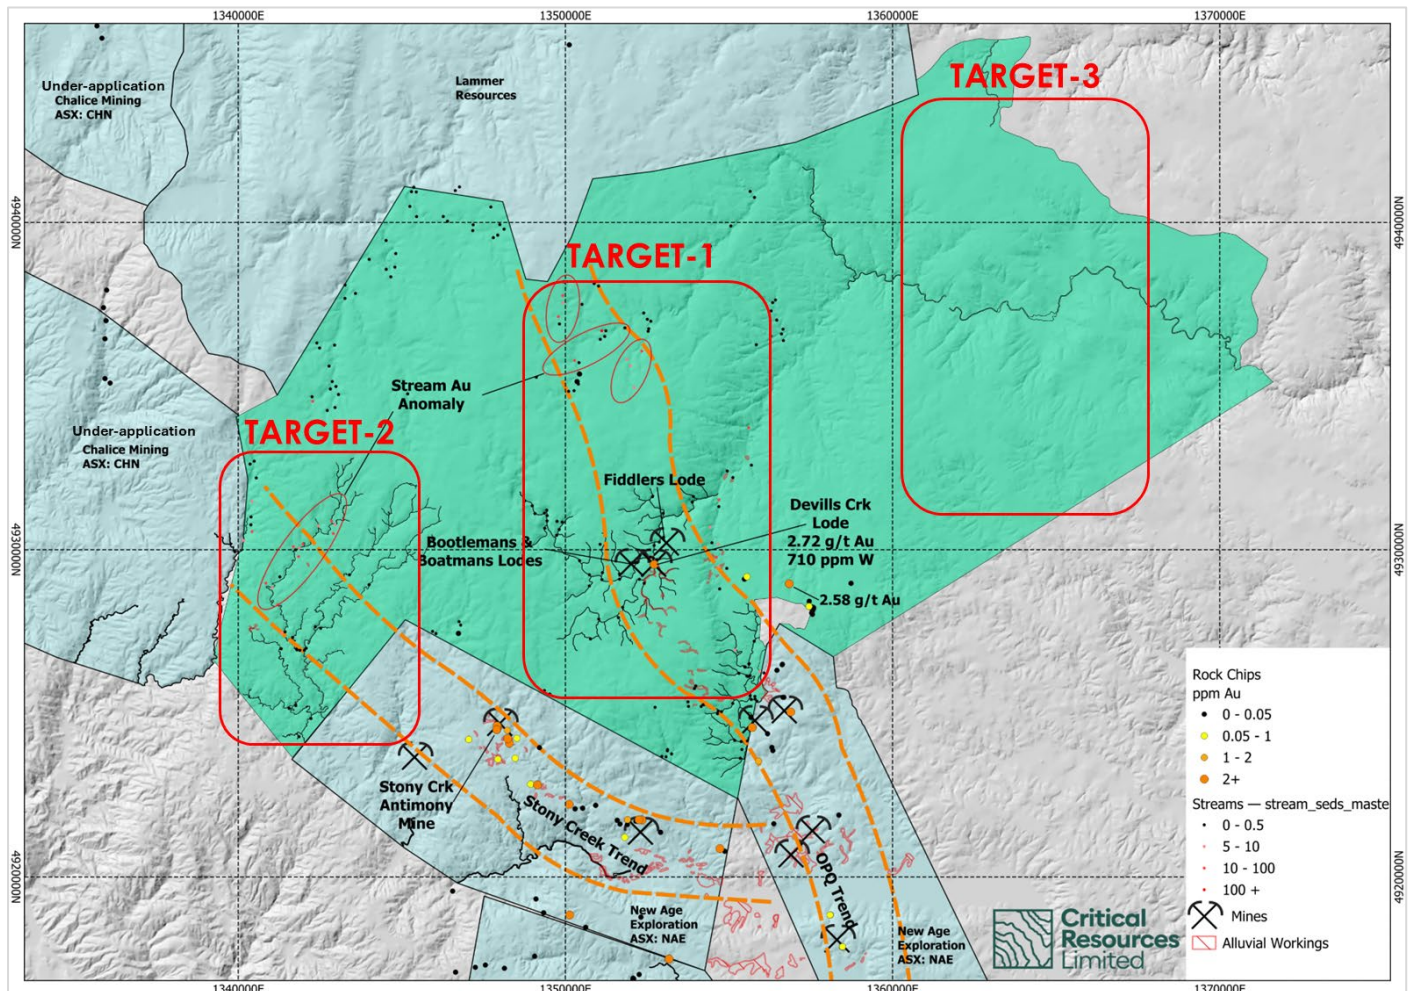 1340000E
1350000E
1360000E
1370000E
Under-application
Chalice Mining
ASX: CHN
Lammer
Resources
TARGET-3
4940000N
4940000N
TARGET-1
Stream Au
Anomaly
Under-application
Chalice Mining
ASX: CHN
TARGET-2
Fiddlers Lode
Devills Crk
Lode
2.72 g/t Au
710 ppm W
Bootlemans &
Boatmans Lodes
4930000N
4930000N
2.58 g/t Au
Stony Crk
Antimony
Mine
Stony Creek Trend
OPQ Trend
4920000N
4920000N
New Age
Exploration
ASX: NAE
New Age
Exploration
ASX: NAE
Critical
Resources
Limited
Rock Chips
ppm Au
0 - 0.05
0.05 - 1
1 - 2
2+
Streams — stream_seds_maste
0 - 0.5
5 - 10
10 - 100
100 +
Mines
Alluvial Workings
1340000E
1350000E
1360000E
1370000E